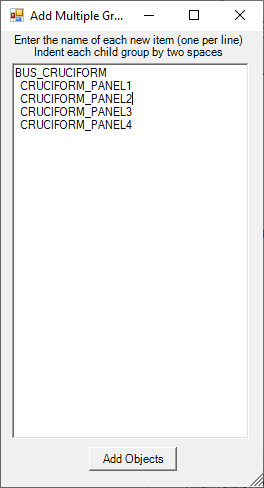 Add Multiple Gr...
Enter the name of each new item (one per line)
Indent each child group by two spaces
BUS_CRUCIFORM
  CRUCIFORM_PANEL1
  CRUCIFORM_PANEL2
  CRUCIFORM_PANEL3
  CRUCIFORM_PANEL4
Add Objects